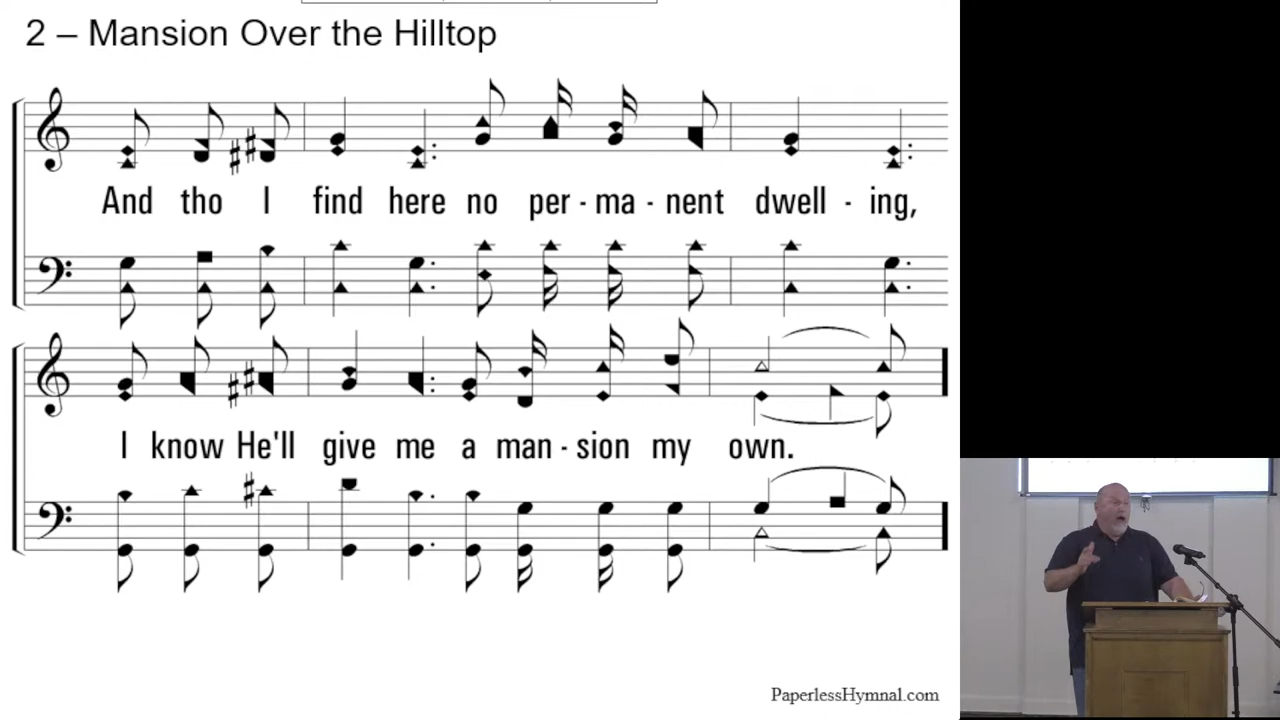 2 – Mansion Over the Hilltop
And tho I find here no per - ma - nent dwell - ing,
I know He'll give me a man - sion my own.
PaperlessHymnal.com